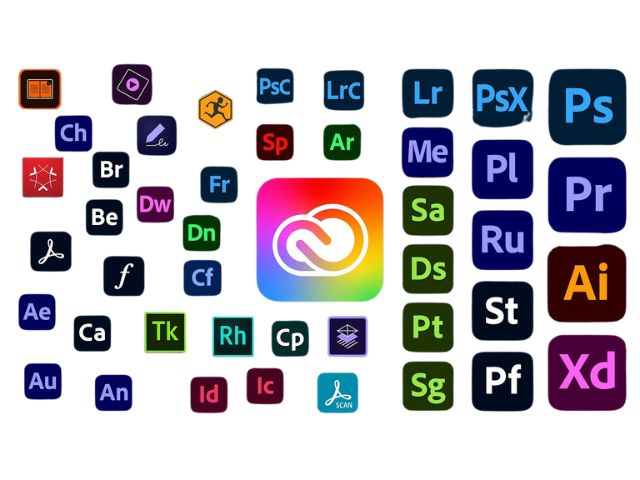 PsC
LrC
Lr
PsX
Ps
Ch
Sp
Ar
Me
Br
Pl
Fr
Pr
Be
Dw
Sa
Dn
Ru
f
Cf
Ds
Ai
Ae
St
Ca
Tk
Rh
Cp
Pt
Au
An
Id
Ic
SCAN
Sg
Pf
Xd